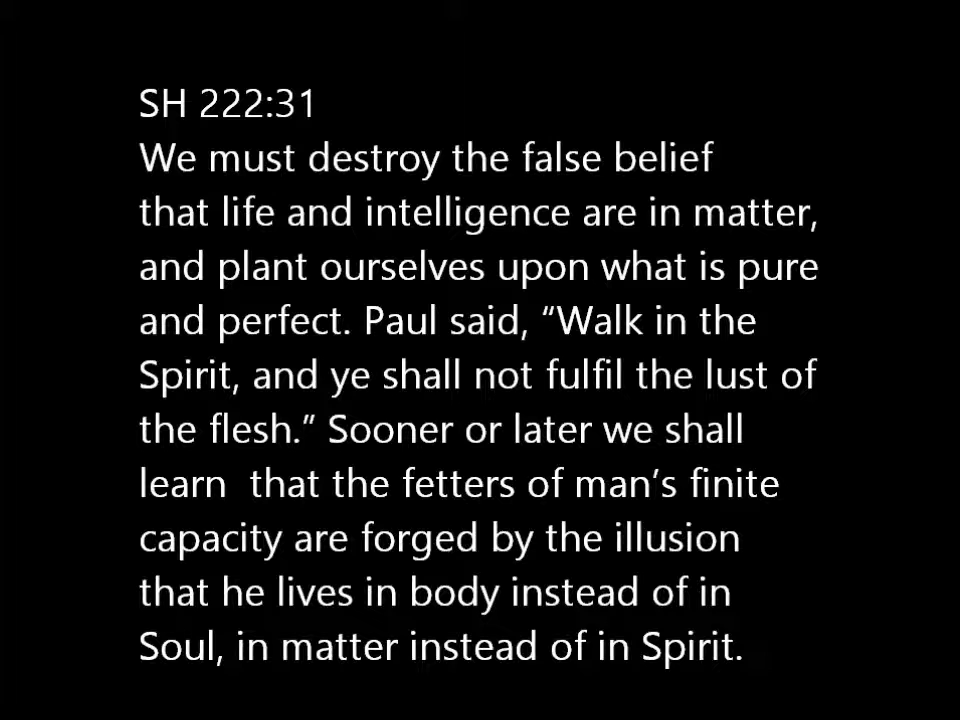 SH 222:31
We must destroy the false belief
that life and intelligence are in matter,
and plant ourselves upon what is pure
and perfect. Paul said, “Walk in the
Spirit, and ye shall not fulfil the lust of
the flesh.” Sooner or later we shall
learn  that the fetters of man’s finite
capacity are forged by the illusion
that he lives in body instead of in
Soul, in matter instead of in Spirit.